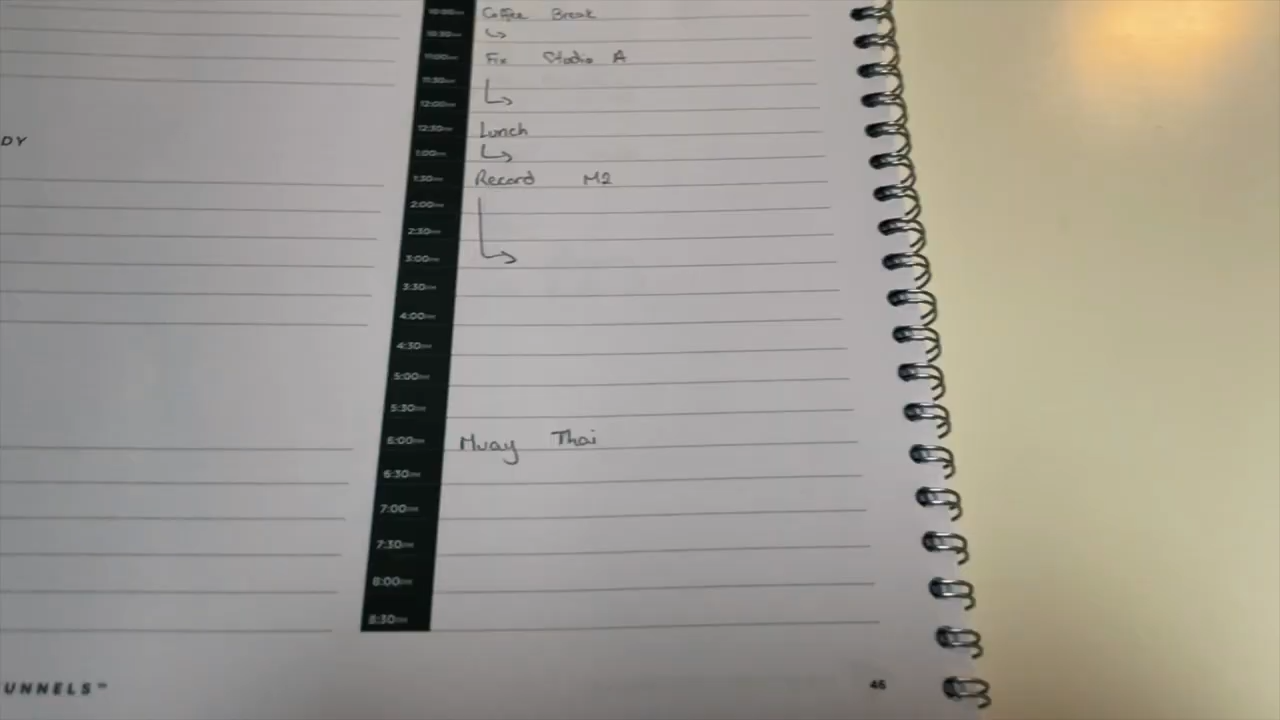 10:00am Coffee Break
10:30am
11:00am Fix Studio A
11:30am
12:00pm
DY
12:30pm Lunch
1:00pm
1:30pm Record M2
2:00pm
2:30pm
3:00pm
3:30pm
4:00pm
4:30pm
5:00pm
5:30pm
6:00pm Muay Thai
6:30pm
7:00pm
7:30pm
8:00pm
8:30pm
UNNELS™
46